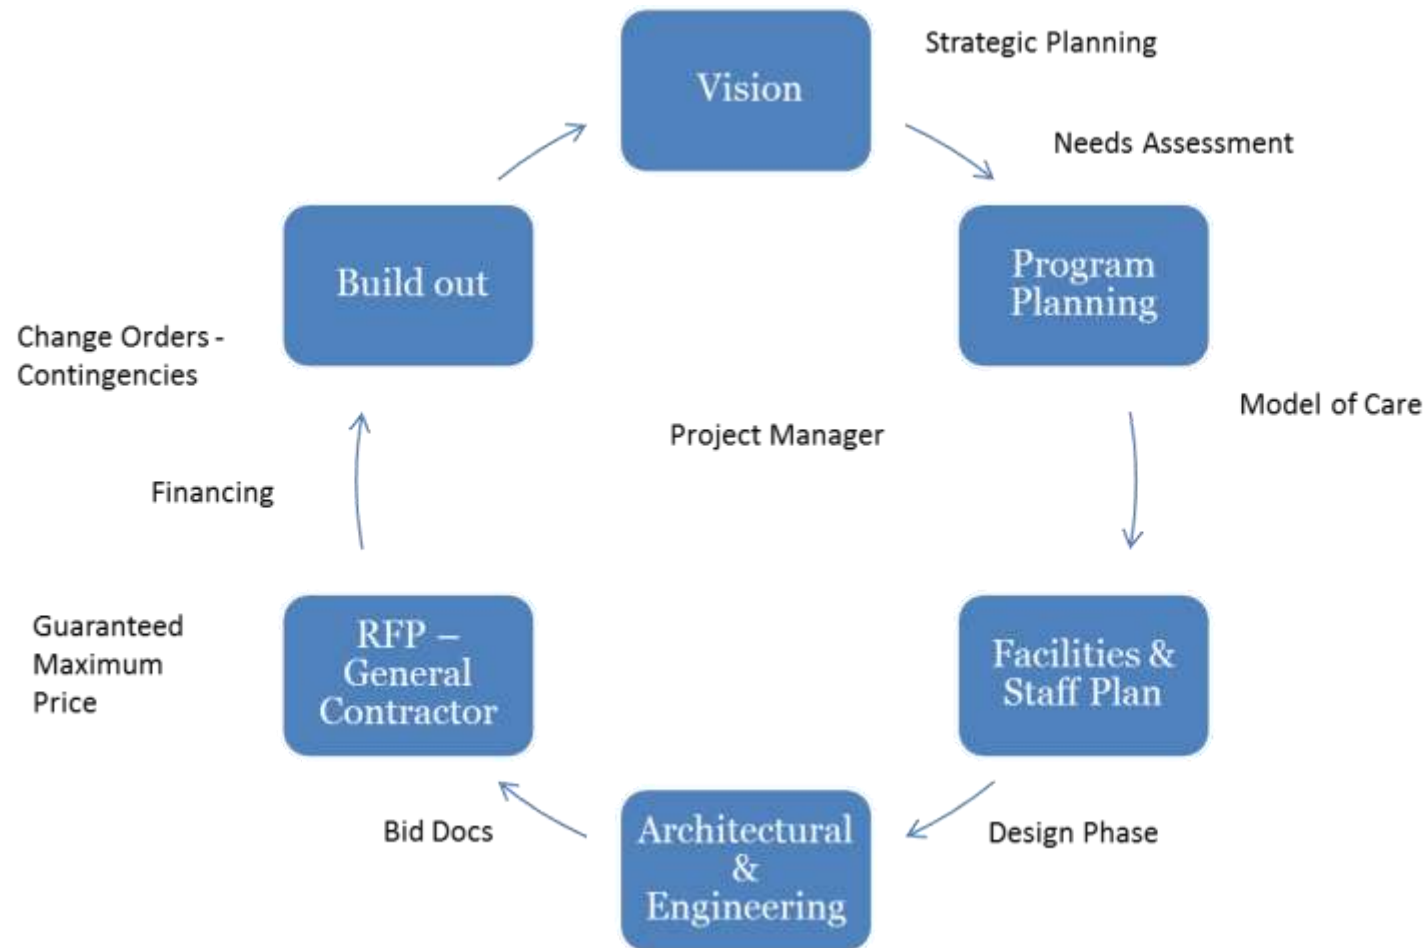 Vision
Strategic Planning
Needs Assessment
Program
Planning
Model of Care
Facilities &
Staff Plan
Design Phase
Architectural
&
Engineering
Bid Docs
RFP –
General
Contractor
Guaranteed
Maximum
Price
Financing
Change Orders -
Contingencies
Build out
Project Manager